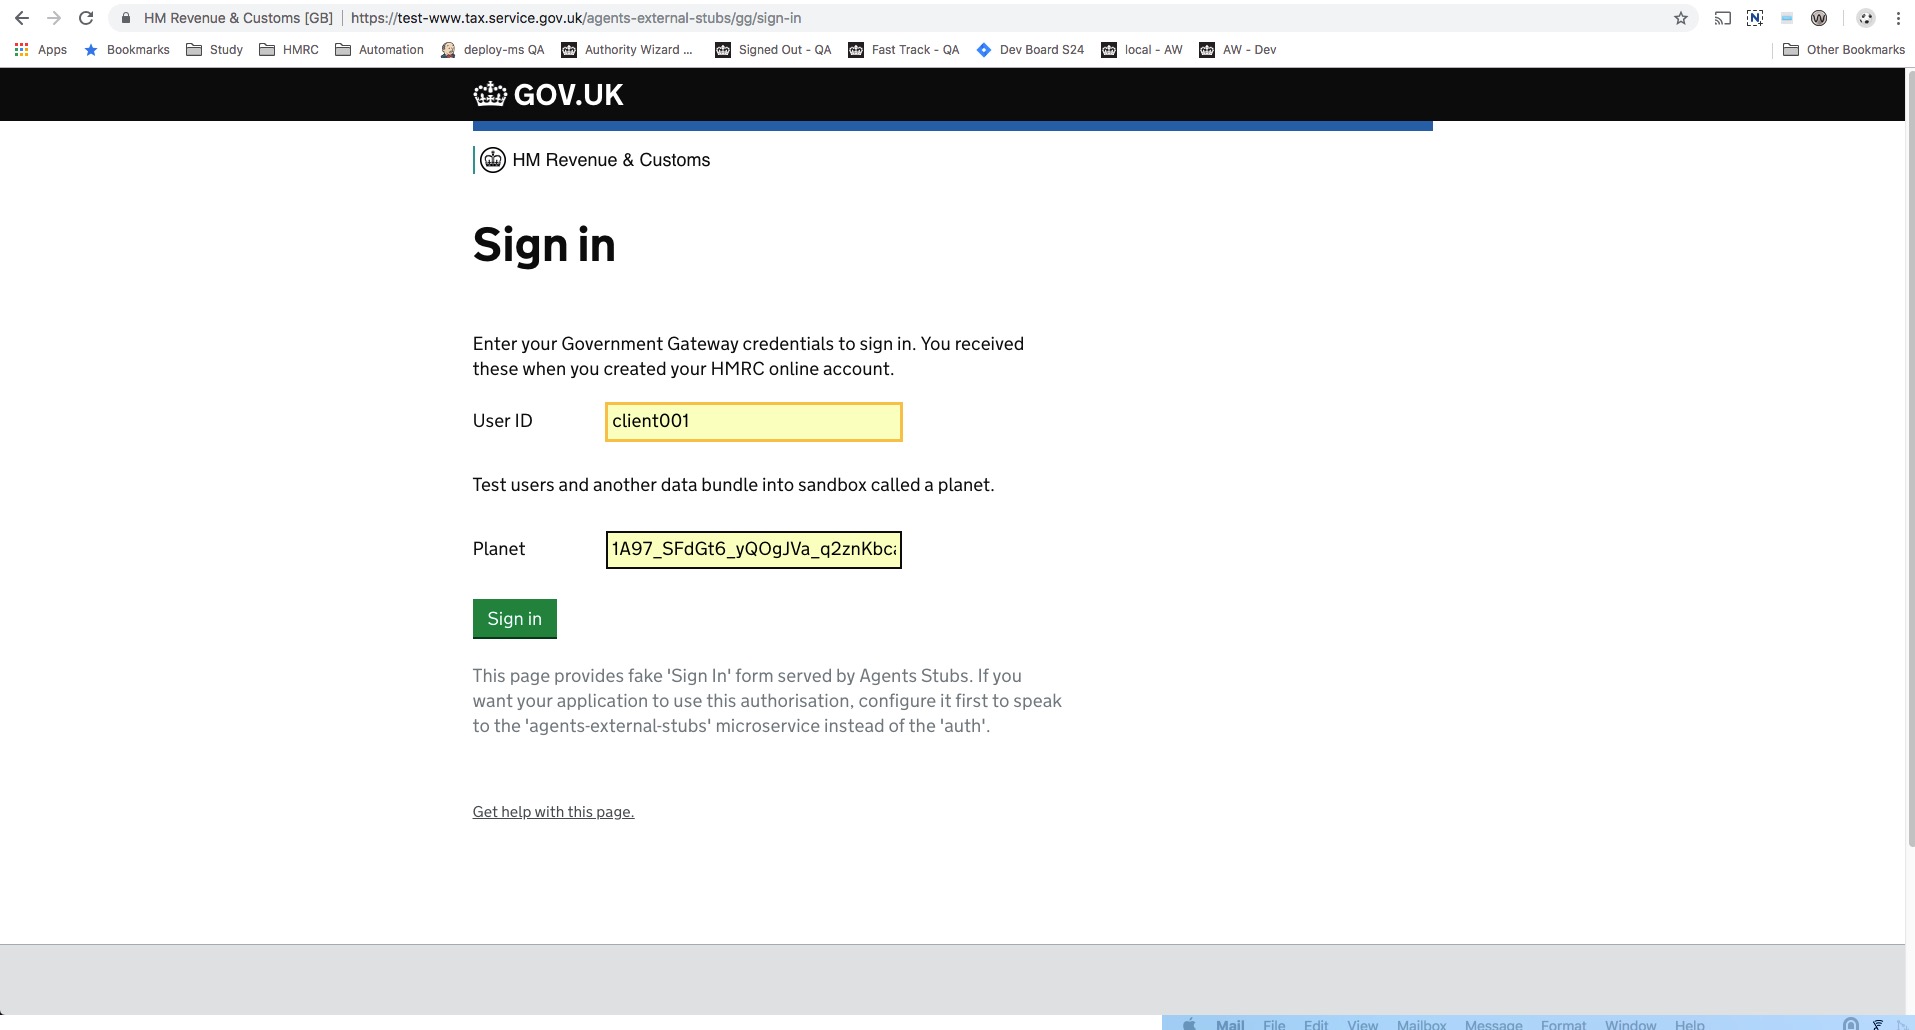 HM Revenue & Customs [GB] https://test-www.tax.service.gov.uk/agents-external-stubs/gg/sign-in
Apps Bookmarks Study HMRC Automation deploy-ms QA Authority Wizard ... Signed Out - QA Fast Track - QA Dev Board S24 local - AW AW - Dev Other Bookmarks
GOV.UK
HM Revenue & Customs
Sign in
Enter your Government Gateway credentials to sign in. You received
these when you created your HMRC online account.
User ID client001
Test users and another data bundle into sandbox called a planet.
Planet 1A97_SFdGt6_yQOgJVa_q2znKbca
Sign in
This page provides fake 'Sign In' form served by Agents Stubs. If you
want your application to use this authorisation, configure it first to speak
to the 'agents-external-stubs' microservice instead of the 'auth'.
Get help with this page.
Mail File Edit View Mailbox Message Format Window Help